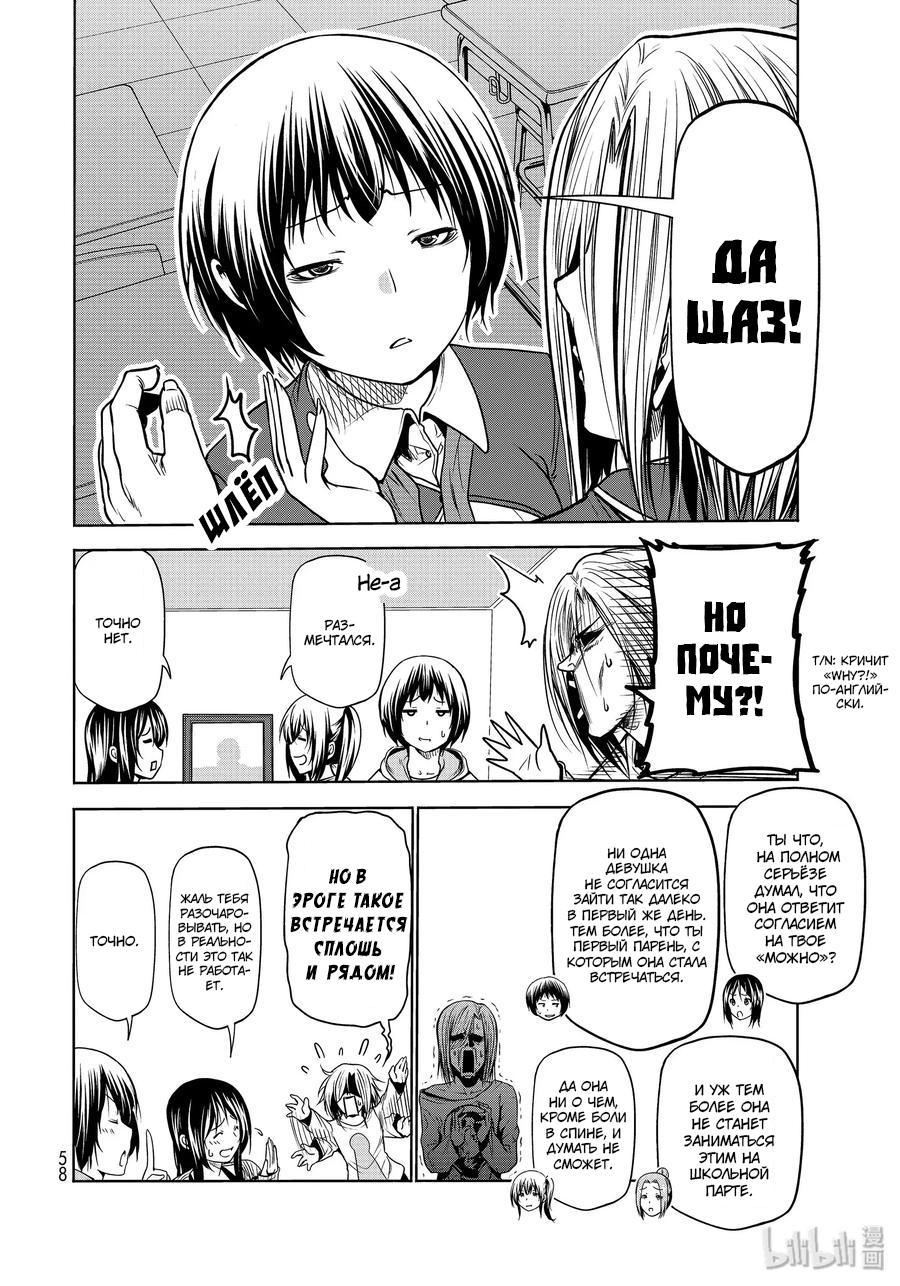 ДА
ЩАЗ!
ШЛЁП
НО
ПОЧЕ-
МУ?!
T/N: КРИЧИТ
«WHY?!»
ПО-АНГЛИЙ-
СКИ.
Не-а
РАЗ-
МЕЧТАЛСЯ.
ТОЧНО
НЕТ.
ТЫ ЧТО,
НА ПОЛНОМ
СЕРЬЁЗЕ
ДУМАЛ, ЧТО
ОНА ОТВЕТИТ
СОГЛАСИЕМ
НА ТВОЕ
«МОЖНО»?
НИ ОДНА
ДЕВУШКА
НЕ СОГЛАСИТСЯ
ЗАЙТИ ТАК ДАЛЕКО
В ПЕРВЫЙ ЖЕ ДЕНЬ.
ТЕМ БОЛЕЕ, ЧТО ТЫ
ПЕРВЫЙ ПАРЕНЬ, С
КОТОРЫМ ОНА СТАЛА
ВСТРЕЧАТЬСЯ.
И УЖ ТЕМ
БОЛЕЕ ОНА
НЕ СТАНЕТ
ЗАНИМАТЬСЯ
ЭТИМ НА
ШКОЛЬНОЙ
ПАРТЕ.
ДА ОНА
НИ О ЧЕМ,
КРОМЕ БОЛИ
В СПИНЕ, И
ДУМАТЬ НЕ
СМОЖЕТ.
НО В
ЭРОГЕ ТАКОЕ
ВСТРЕЧАЕТСЯ
СПЛОШЬ
И РЯДОМ!
ЖАЛЬ ТЕБЯ
РАЗОЧАРО-
ВЫВАТЬ, НО
В РЕАЛЬНО-
СТИ ЭТО ТАК
НЕ РАБОТА-
ЕТ.
ТОЧНО.
58
bilibili 漫画